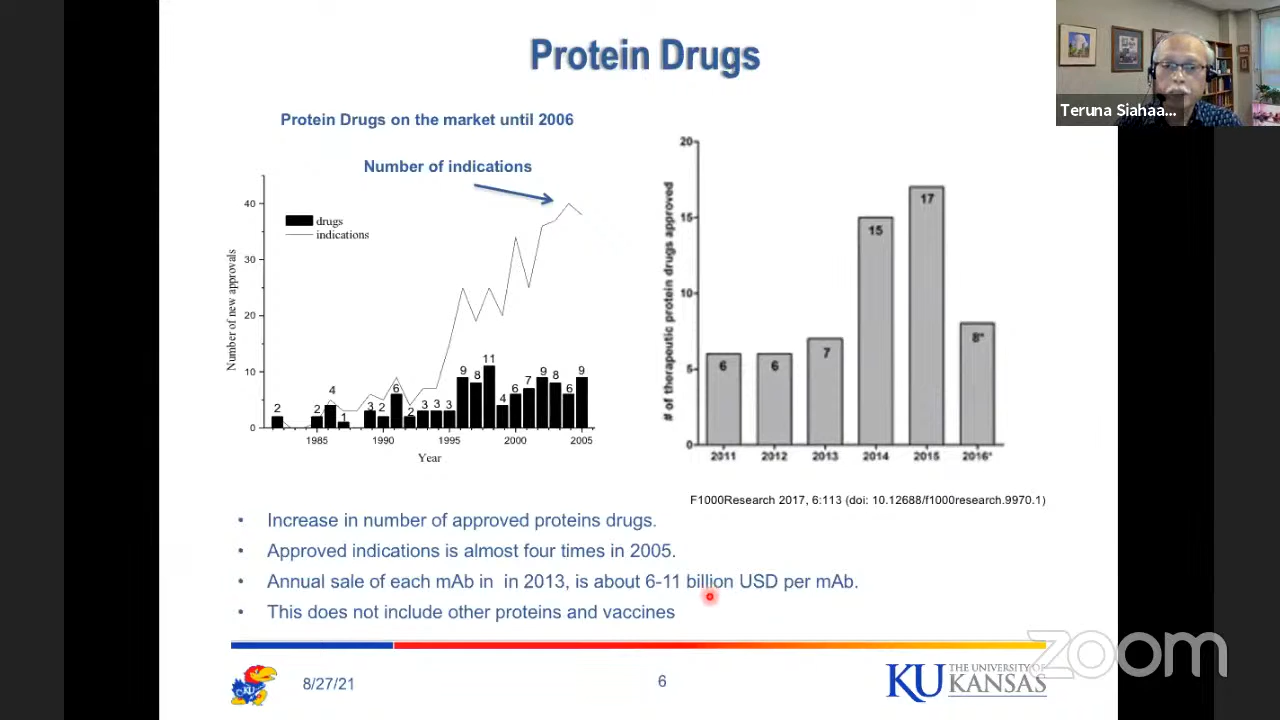 Protein Drugs
Teruna Siahaa...
Protein Drugs on the market until 2006
Number of indications
drugs
indications
Number of new approvals
40
30
20
10
0
2
2
4
1
3
2
6
2
3
3
3
9
8
11
4
6
7
9
8
6
9
1985
1990
1995
2000
2005
Year
# of therapeutic protein drugs approved
20
15
10
5
0
6
6
7
15
17
8*
2011
2012
2013
2014
2015
2016*
F1000Research 2017, 6:113 (doi: 10.12688/f1000research.9970.1)
• Increase in number of approved proteins drugs.
• Approved indications is almost four times in 2005.
• Annual sale of each mAb in in 2013, is about 6-11 billion USD per mAb.
• This does not include other proteins and vaccines
zoom
KU
8/27/21
6
KU THE UNIVERSITY OF
KANSAS